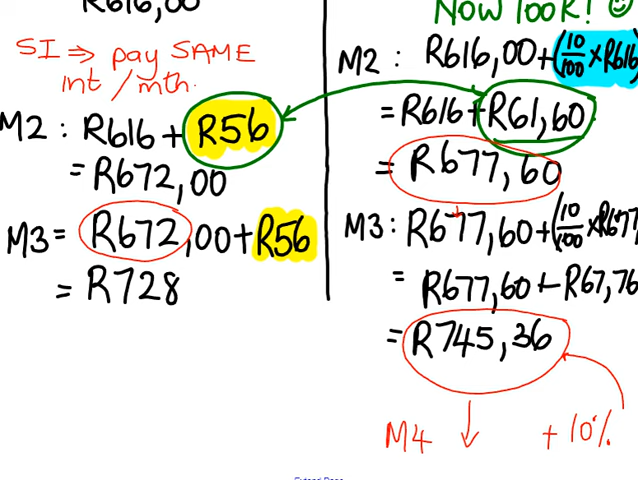 R616,00
SI ⇒ pay SAME
int / mth.
M2 : R616 + R56
= R672,00
M3 = R672,00 + R56
= R728
Now look!
M2 : R616,00 + (10/100 × R616
= R616 + R61,60
= R677,60
M3 : R677,60 + (10/100 × R677,
= R677,60 + R67,76
= R745,36
M4 ↓ + 10%